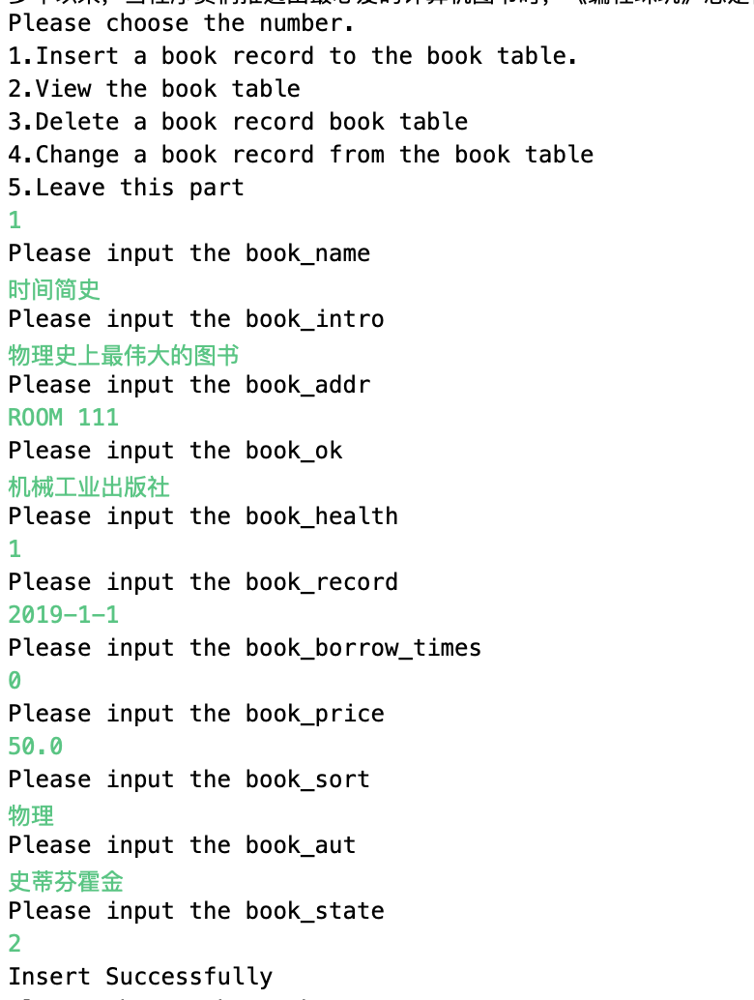 Please choose the number.
1.Insert a book record to the book table.
2.View the book table
3.Delete a book record book table
4.Change a book record from the book table
5.Leave this part
1
Please input the book_name
时间简史
Please input the book_intro
物理史上最伟大的图书
Please input the book_addr
ROOM 111
Please input the book_ok
机械工业出版社
Please input the book_health
1
Please input the book_record
2019-1-1
Please input the book_borrow_times
0
Please input the book_price
50.0
Please input the book_sort
物理
Please input the book_aut
史蒂芬霍金
Please input the book_state
2
Insert Successfully